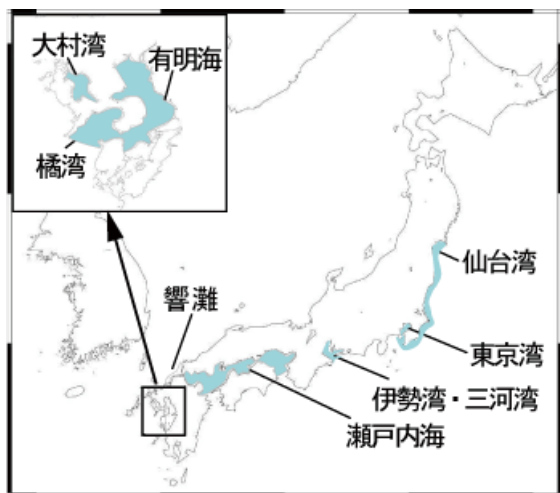 大村湾
有明海
橘湾
仙台湾
響灘
東京湾
伊勢湾・三河湾
瀬戸内海